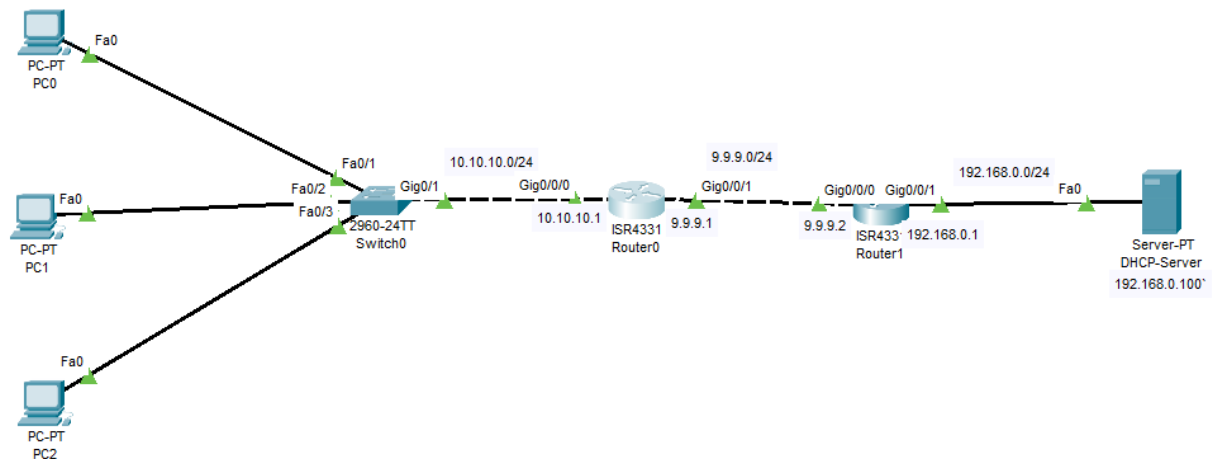 Fa0
PC-PT
PC0
Fa0/1
Fa0
PC-PT
PC1
Fa0/2
Fa0/3
2960-24TT
Switch0
Gig0/1
10.10.10.0/24
Gig0/0/0
10.10.10.1
ISR4331
Router0
9.9.9.0/24
Gig0/0/1
9.9.9.1
Gig0/0/0
9.9.9.2
ISR433
Router1
Gig0/0/1
192.168.0.1
192.168.0.0/24
Fa0
Server-PT
DHCP-Server
192.168.0.100`
Fa0
PC-PT
PC2